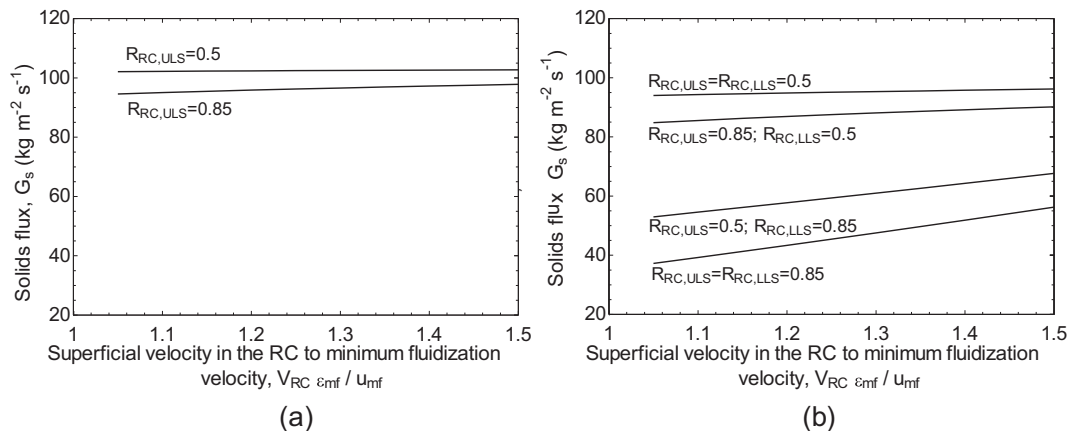 120
100
80
60
40
20
Solids flux, G_s (kg m^-2 s^-1)
R_RC,ULS=0.5
R_RC,ULS=0.85
1 1.1 1.2 1.3 1.4 1.5
Superficial velocity in the RC to minimum fluidization
velocity, V_RC ε_mf / u_mf
(a)
120
100
80
60
40
20
Solids flux G_s (kg m^-2 s^-1)
R_RC,ULS=R_RC,LLS=0.5
R_RC,ULS=0.85; R_RC,LLS=0.5
R_RC,ULS=0.5; R_RC,LLS=0.85
R_RC,ULS=R_RC,LLS=0.85
1 1.1 1.2 1.3 1.4 1.5
Superficial velocity in the RC to minimum fluidization
velocity, V_RC ε_mf / u_mf
(b)